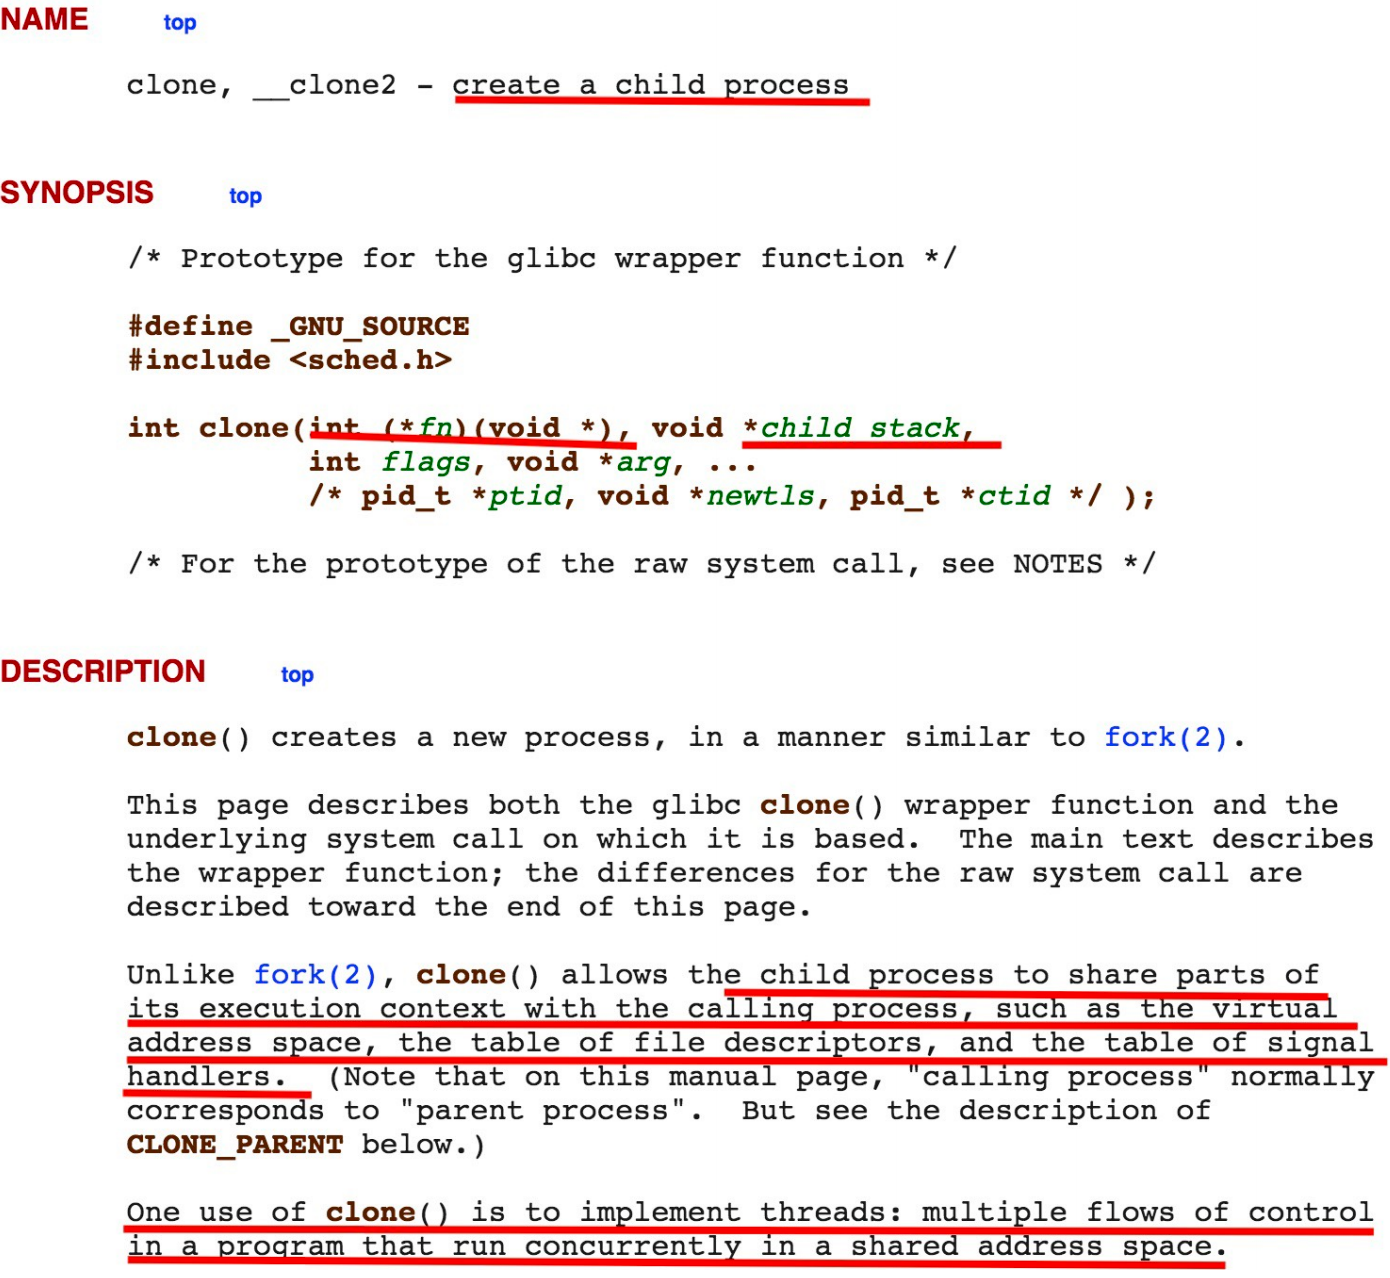 NAME top
clone, __clone2 - create a child process
SYNOPSIS top
/* Prototype for the glibc wrapper function */
#define _GNU_SOURCE
#include <sched.h>
int clone(int (*fn)(void *), void *child_stack,
int flags, void *arg, ...
/* pid_t *ptid, void *newtls, pid_t *ctid */ );
/* For the prototype of the raw system call, see NOTES */
DESCRIPTION top
clone() creates a new process, in a manner similar to fork(2).
This page describes both the glibc clone() wrapper function and the
underlying system call on which it is based.  The main text describes
the wrapper function; the differences for the raw system call are
described toward the end of this page.
Unlike fork(2), clone() allows the child process to share parts of
its execution context with the calling process, such as the virtual
address space, the table of file descriptors, and the table of signal
handlers.  (Note that on this manual page, "calling process" normally
corresponds to "parent process".  But see the description of
CLONE_PARENT below.)
One use of clone() is to implement threads: multiple flows of control
in a program that run concurrently in a shared address space.